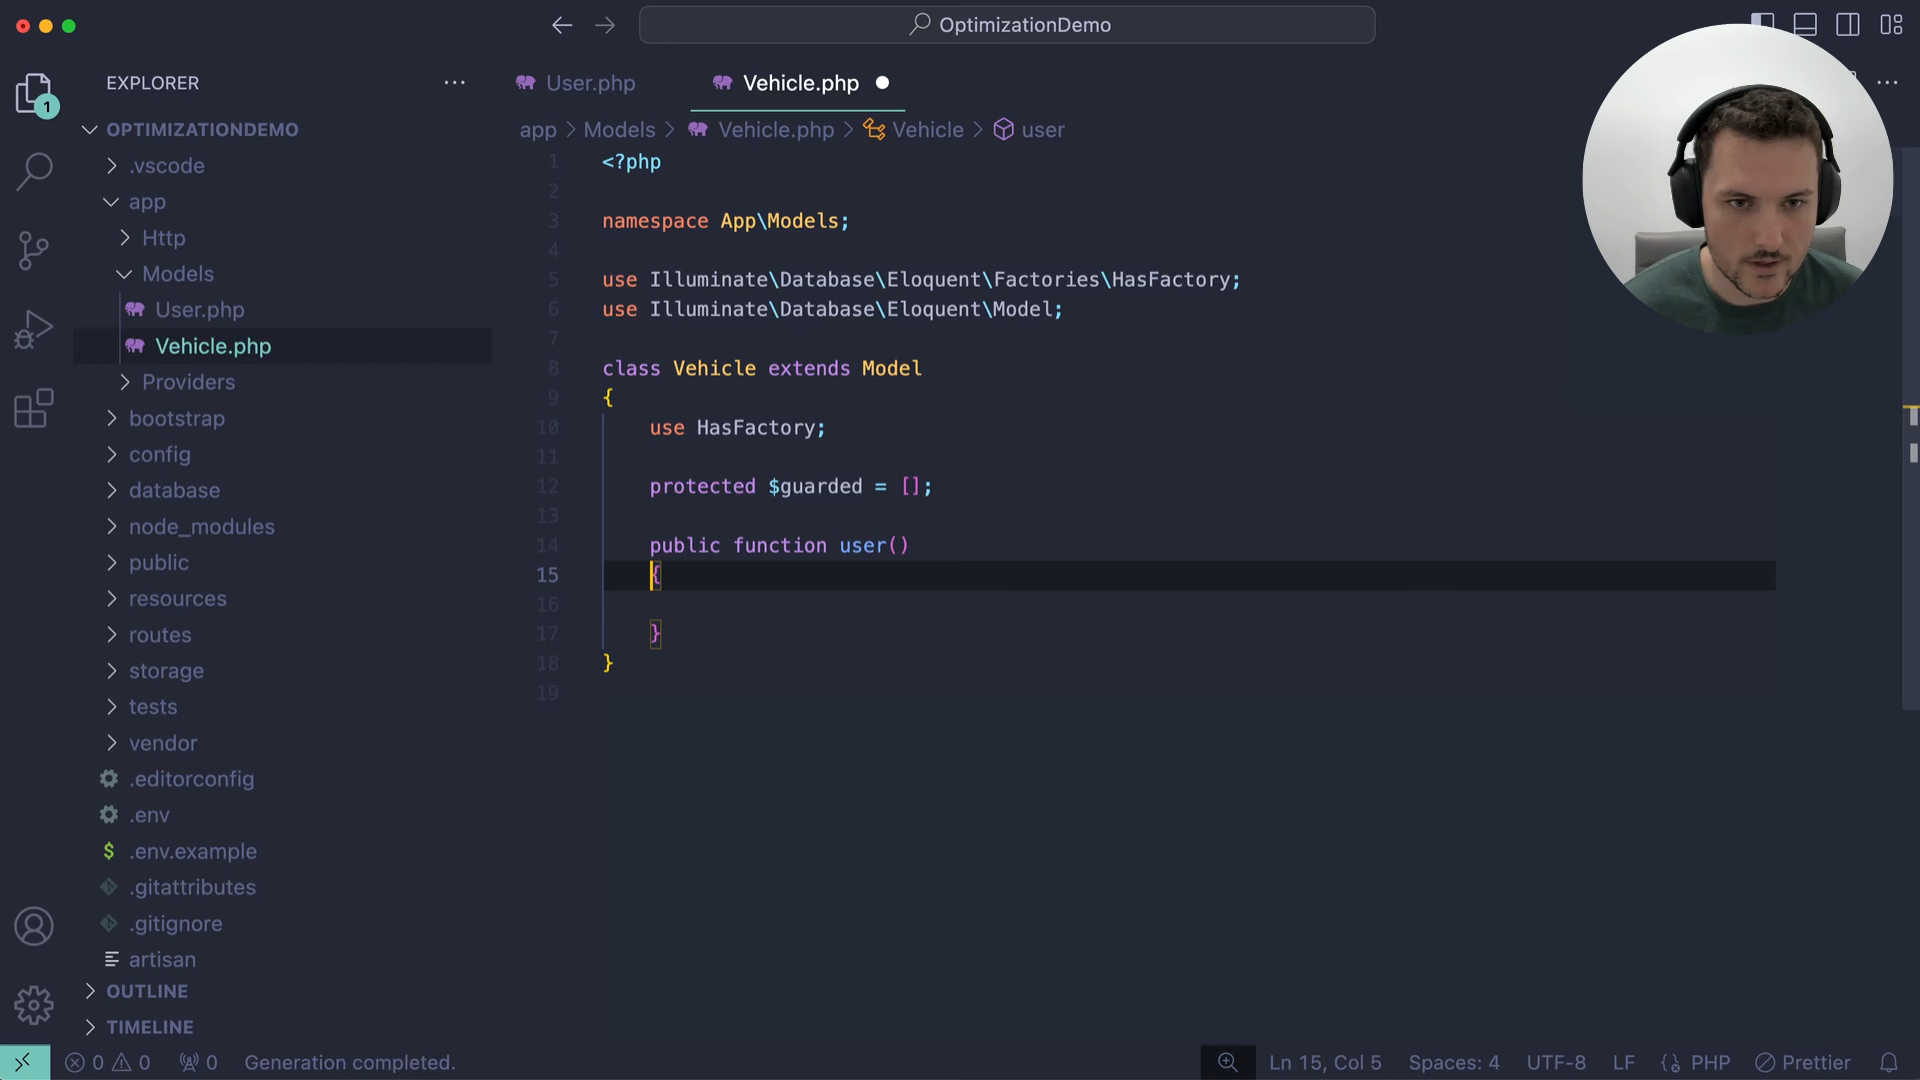 OptimizationDemo
EXPLORER
1
OPTIMIZATIONDEMO
.vscode
app
Http
Models
User.php
Vehicle.php
Providers
bootstrap
config
database
node_modules
public
resources
routes
storage
tests
vendor
.editorconfig
.env
$ .env.example
.gitattributes
.gitignore
artisan
OUTLINE
TIMELINE
User.php
Vehicle.php
app > Models > Vehicle.php > Vehicle > user
1 <?php
2
3 namespace App\Models;
4
5 use Illuminate\Database\Eloquent\Factories\HasFactory;
6 use Illuminate\Database\Eloquent\Model;
7
8 class Vehicle extends Model
9 {
10 use HasFactory;
11
12 protected $guarded = [];
13
14 public function user()
15 {
16
17 }
18 }
19
0 0 0 Generation completed.
Ln 15, Col 5 Spaces: 4 UTF-8 LF {} PHP Prettier